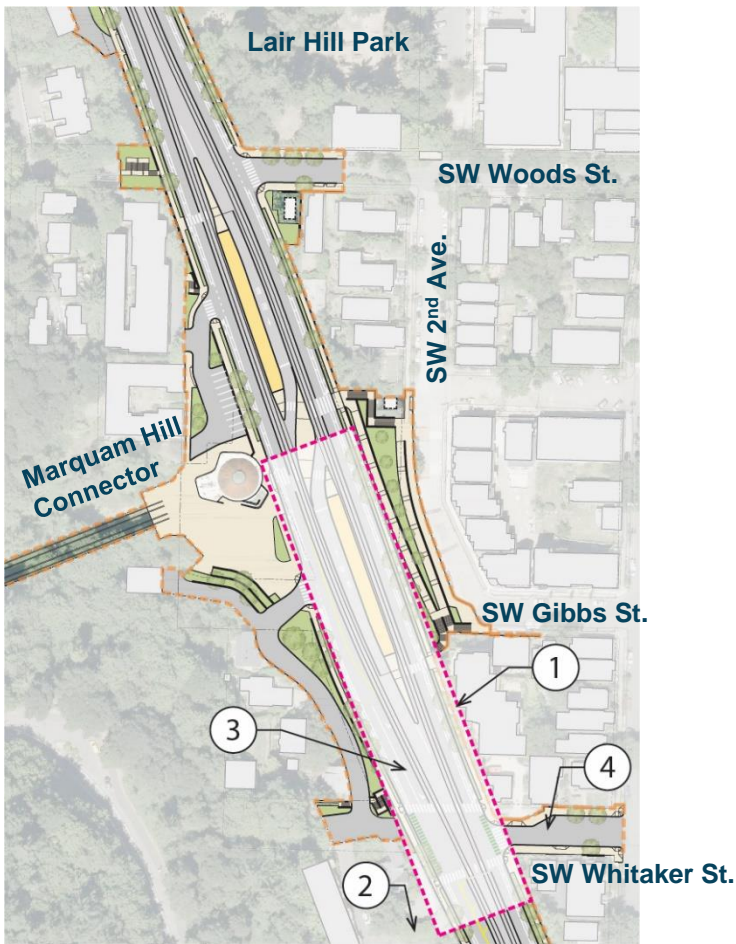 Lair Hill Park
SW Woods St.
SW 2nd Ave.
Marquam Hill
Connector
SW Gibbs St.
1
3
4
SW Whitaker St.
2